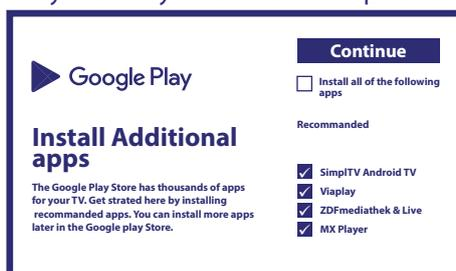 Google Play
Install Additional
apps
The Google Play Store has thousands of apps
for your TV. Get strated here by installing
recommanded apps. You can install more apps
later in the Google play Store.
Continue
Install all of the following
apps
Recommanded
SimplTV Android TV
Viaplay
ZDFmediathek & Live
MX Player